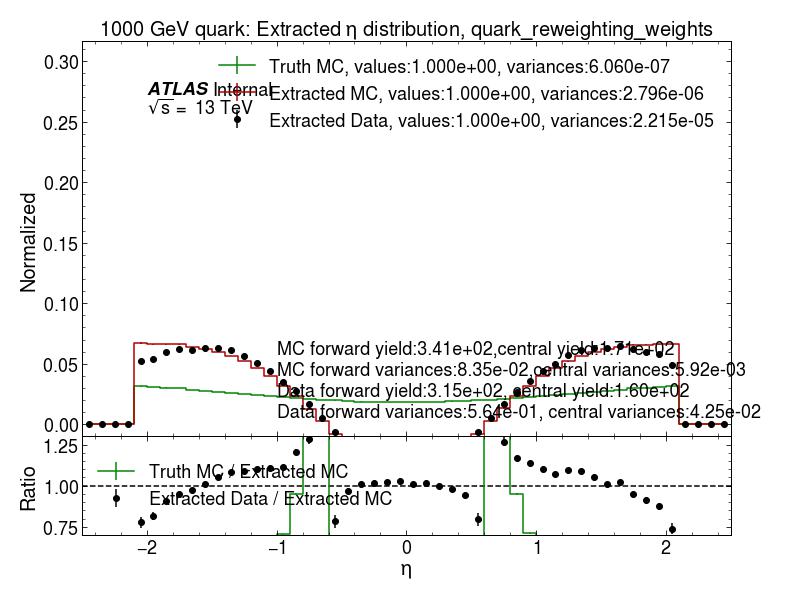 1000 GeV quark: Extracted η distribution, quark_reweighting_weights
Truth MC, values:1.000e+00, variances:6.060e-07
ATLAS Internal
Extracted MC, values:1.000e+00, variances:2.796e-06
√s = 13 TeV
Extracted Data, values:1.000e+00, variances:2.215e-05
Normalized
0.30
0.25
0.20
0.15
0.10
0.05
0.00
MC forward yield:3.41e+02,central yield:1.71e+02
MC forward variances:8.35e-02,central variances:5.92e-03
Data forward yield:3.15e+02, central yield:1.60e+02
Data forward variances:5.64e-01, central variances:4.25e-02
Ratio
1.25
1.00
0.75
Truth MC / Extracted MC
Extracted Data / Extracted MC
−2 −1 0 1 2
η